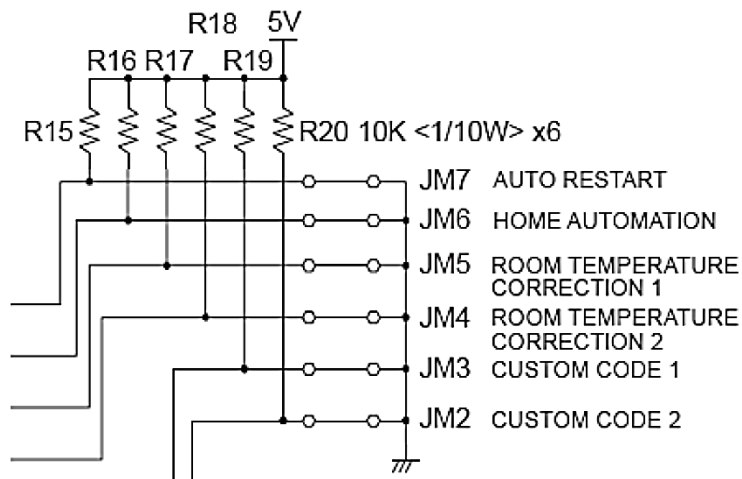 R18 5V
R16 R17 R19
R15 R20 10K <1/10W> x6
JM7 AUTO RESTART
JM6 HOME AUTOMATION
JM5 ROOM TEMPERATURE
CORRECTION 1
JM4 ROOM TEMPERATURE
CORRECTION 2
JM3 CUSTOM CODE 1
JM2 CUSTOM CODE 2